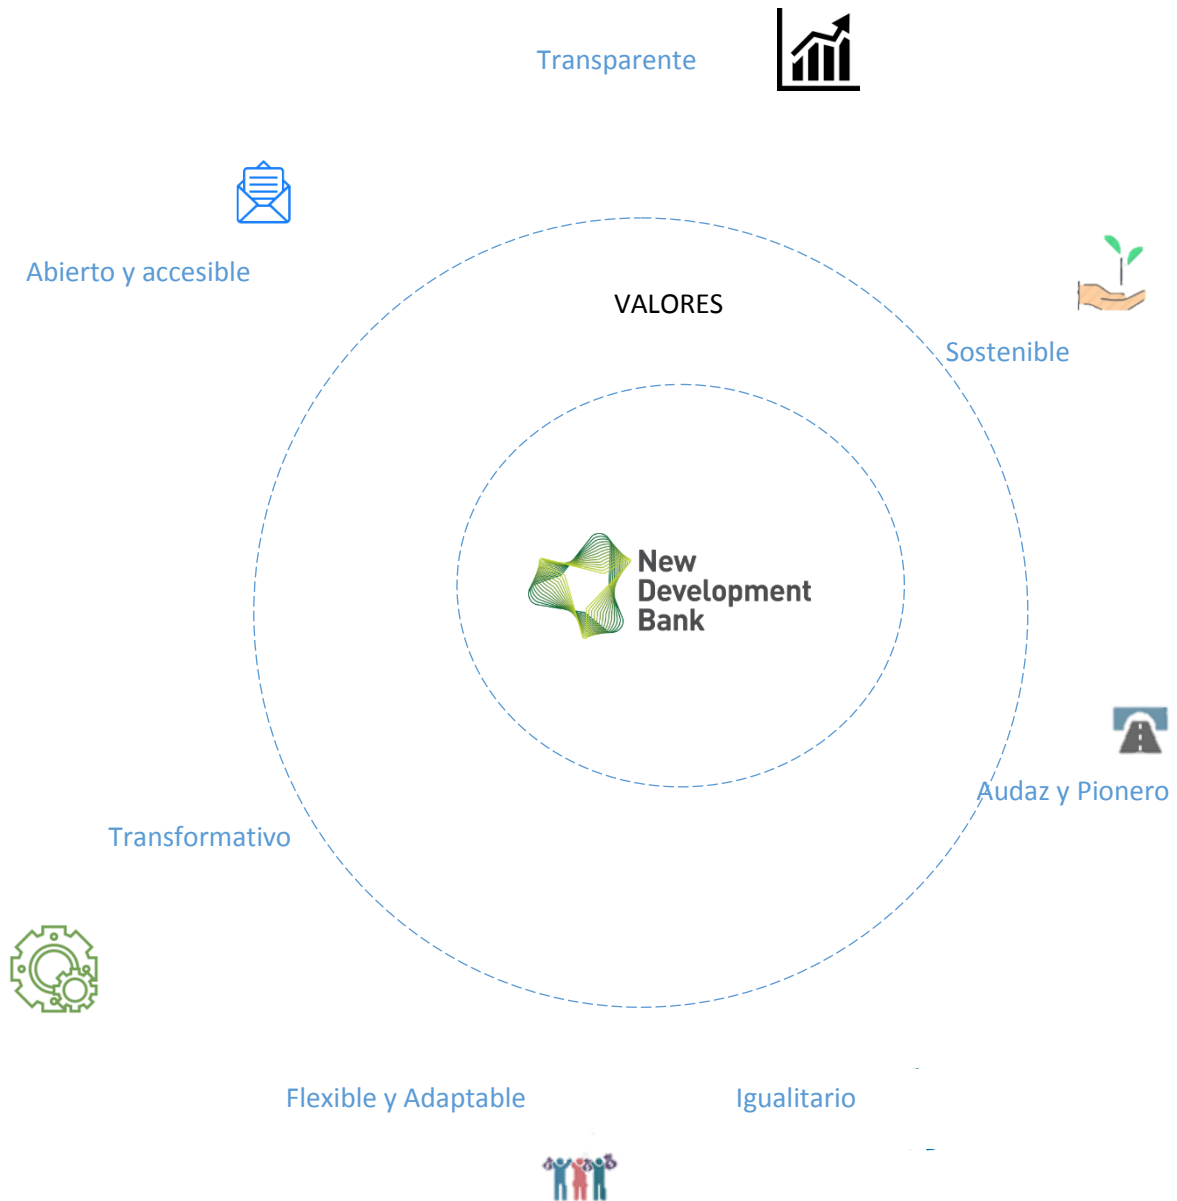 Transparente
Abierto y accesible
VALORES
Sostenible
New
Development
Bank
Audaz y Pionero
Transformativo
Flexible y Adaptable
Igualitario